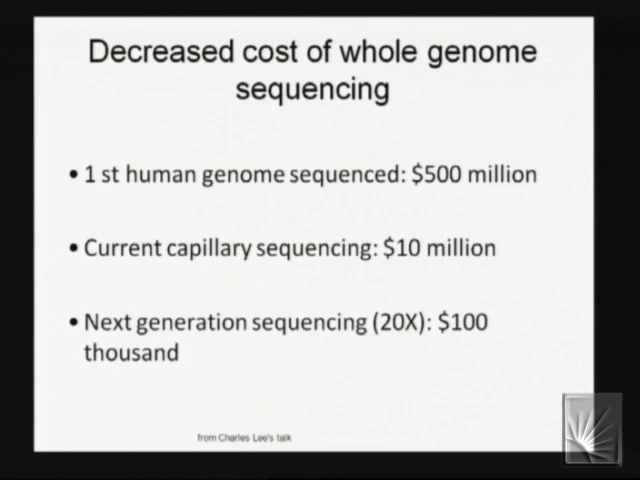 Decreased cost of whole genome
sequencing
• 1 st human genome sequenced: $500 million
• Current capillary sequencing: $10 million
• Next generation sequencing (20X): $100
thousand
from Charles Lee's talk